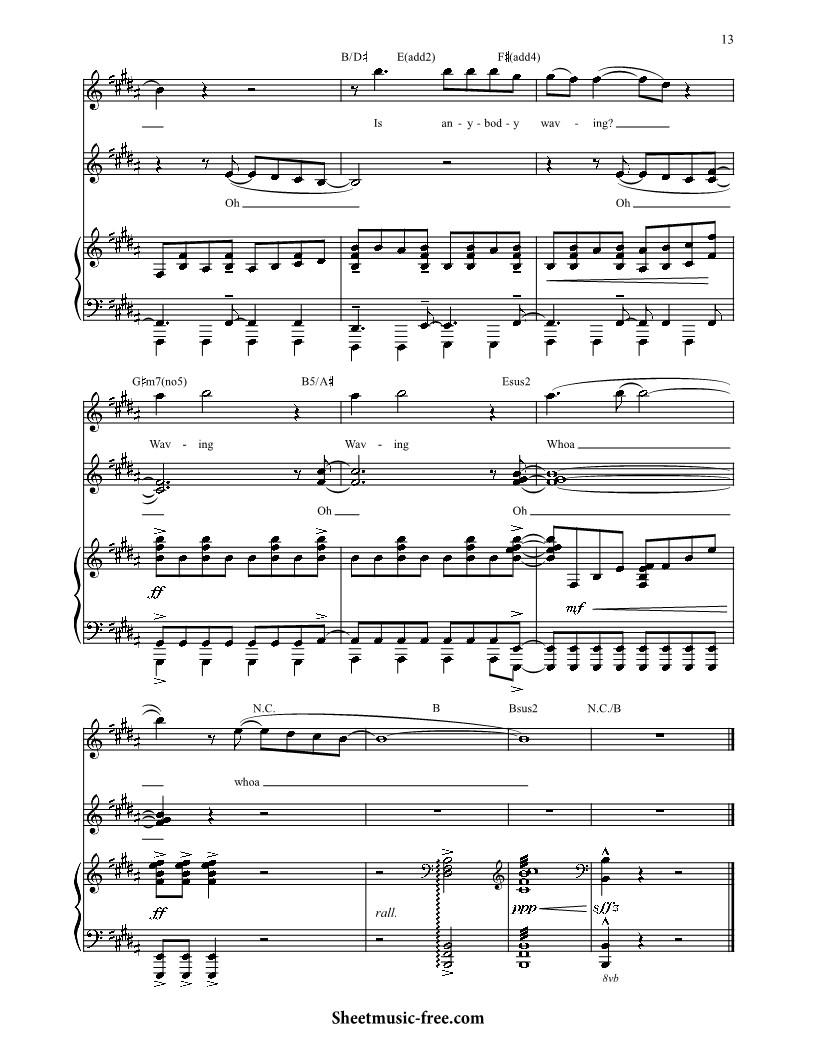 13
B/D♯ E(add2) F♯(add4)
Is an - y - bod - y wav - ing?
Oh Oh
G♯m7(no5) B5/A♯ Esus2
Wav - ing Wav - ing Whoa
Oh Oh
ff mf
N.C. B Bsus2 N.C./B
whoa
ff rall. ppp sffz
8vb
Sheetmusic-free.com